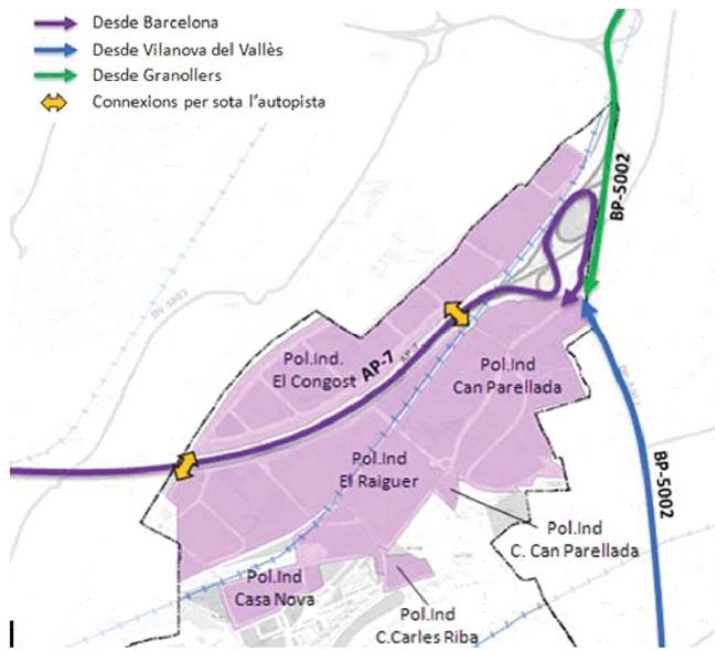 Desde Barcelona
Desde Vilanova del Vallès
Desde Granollers
Connexions per sota l'autopista
BP-5002
Pol.Ind.
El Congost
AP-7
AP-7
Pol.Ind
Can Parellada
Pol.Ind
El Raiguer
BP-5002
Pol.Ind
C. Can Parellada
Pol.Ind
Casa Nova
Pol.Ind
C.Carles Riba